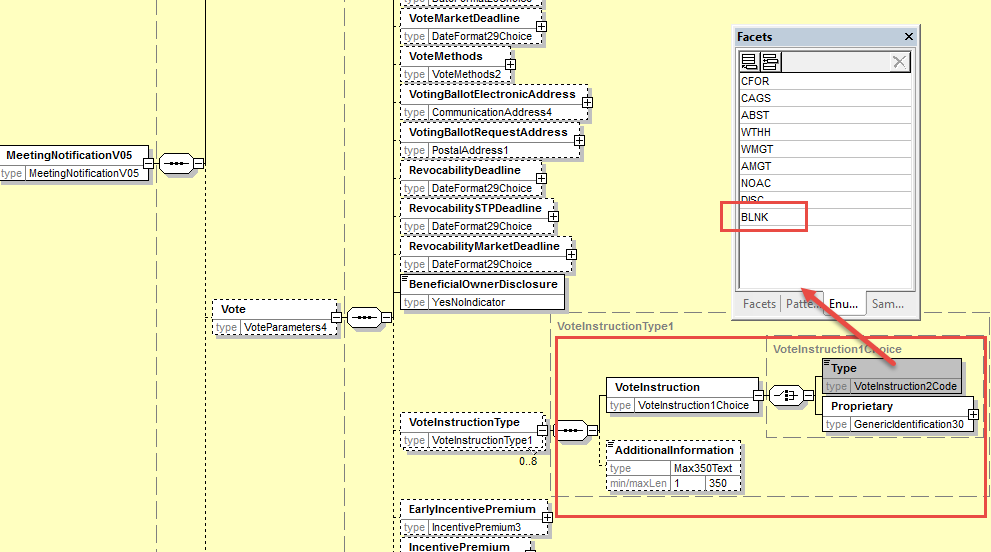 VoteMarketDeadline
type DateFormat29Choice
VoteMethods
type VoteMethods2
VotingBallotElectronicAddress
type CommunicationAddress4
VotingBallotRequestAddress
type PostalAddress1
MeetingNotificationV05
type MeetingNotificationV05
RevocabilityDeadline
type DateFormat29Choice
RevocabilitySTPDeadline
type DateFormat29Choice
RevocabilityMarketDeadline
type DateFormat29Choice
BeneficialOwnerDisclosure
type YesNoIndicator
Vote
type VoteParameters4
Facets
CFOR
CAGS
ABST
WTHH
WMGT
AMGT
NOAC
DISC
BLNK
Facets Patte... Enu... Sam...
VoteInstructionType1
VoteInstruction1Choice
VoteInstruction
type VoteInstruction1Choice
Type
type VoteInstruction2Code
Proprietary
type GenericIdentification30
VoteInstructionType
type VoteInstructionType1
0..8
AdditionalInformation
type Max350Text
min/maxLen 1 350
EarlyIncentivePremium
type IncentivePremium3
IncentivePremium